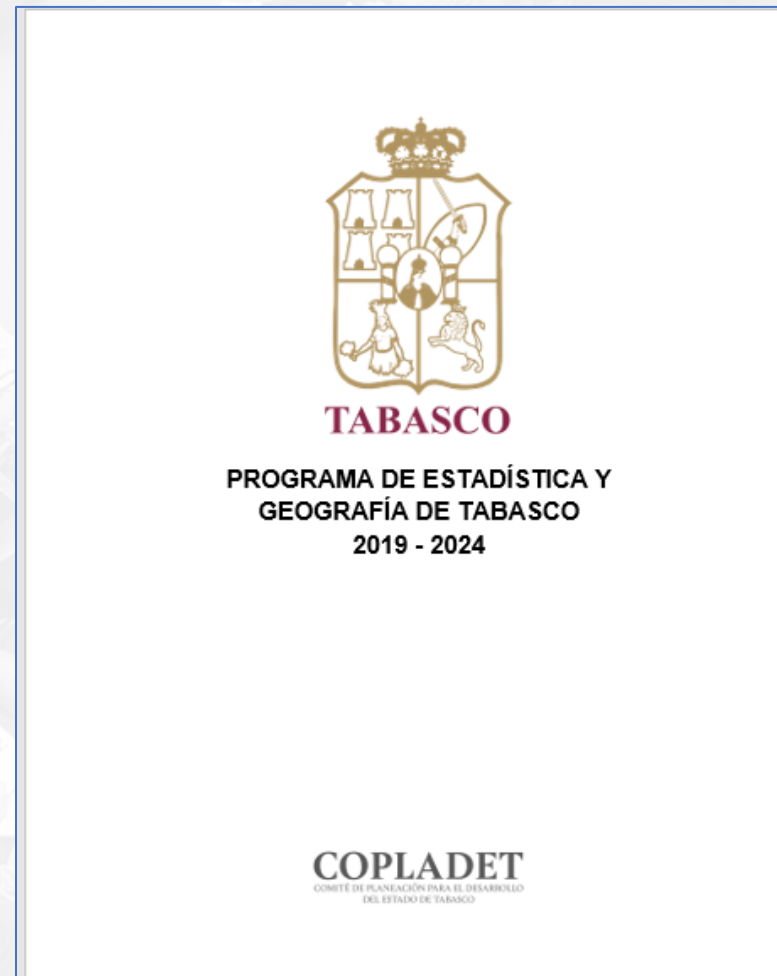 TABASCO
PROGRAMA DE ESTADÍSTICA Y
GEOGRAFÍA DE TABASCO
2019 - 2024
COPLADET
COMITÉ DE PLANEACIÓN PARA EL DESARROLLO
DEL ESTADO DE TABASCO